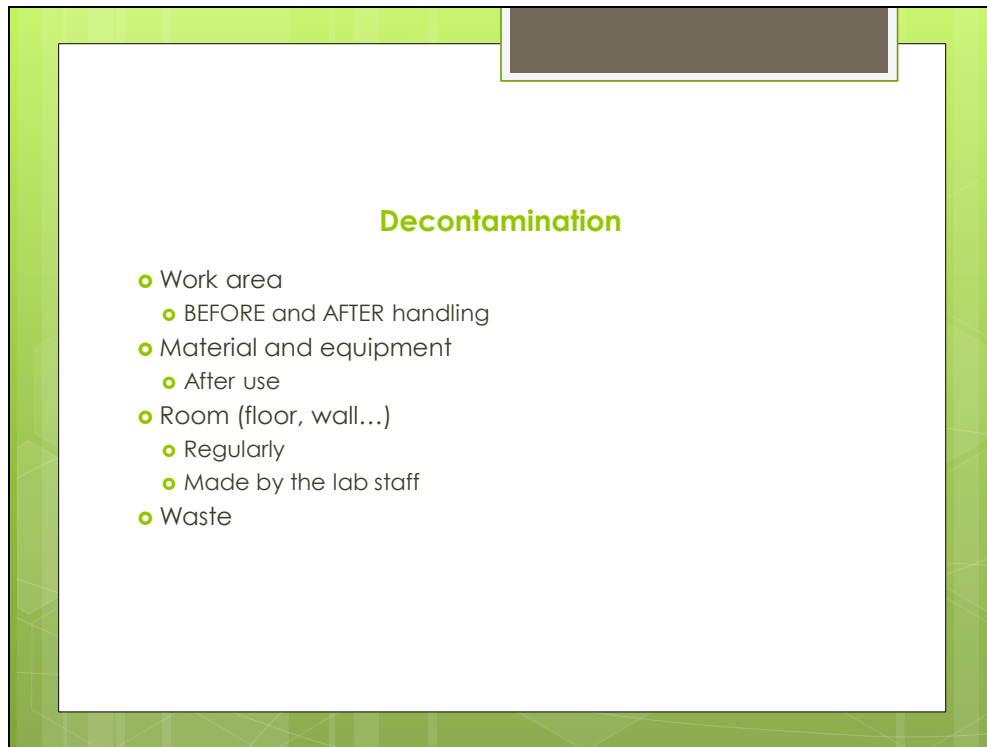 Decontamination
Work area
BEFORE and AFTER handling
Material and equipment
After use
Room (floor, wall…)
Regularly
Made by the lab staff
Waste